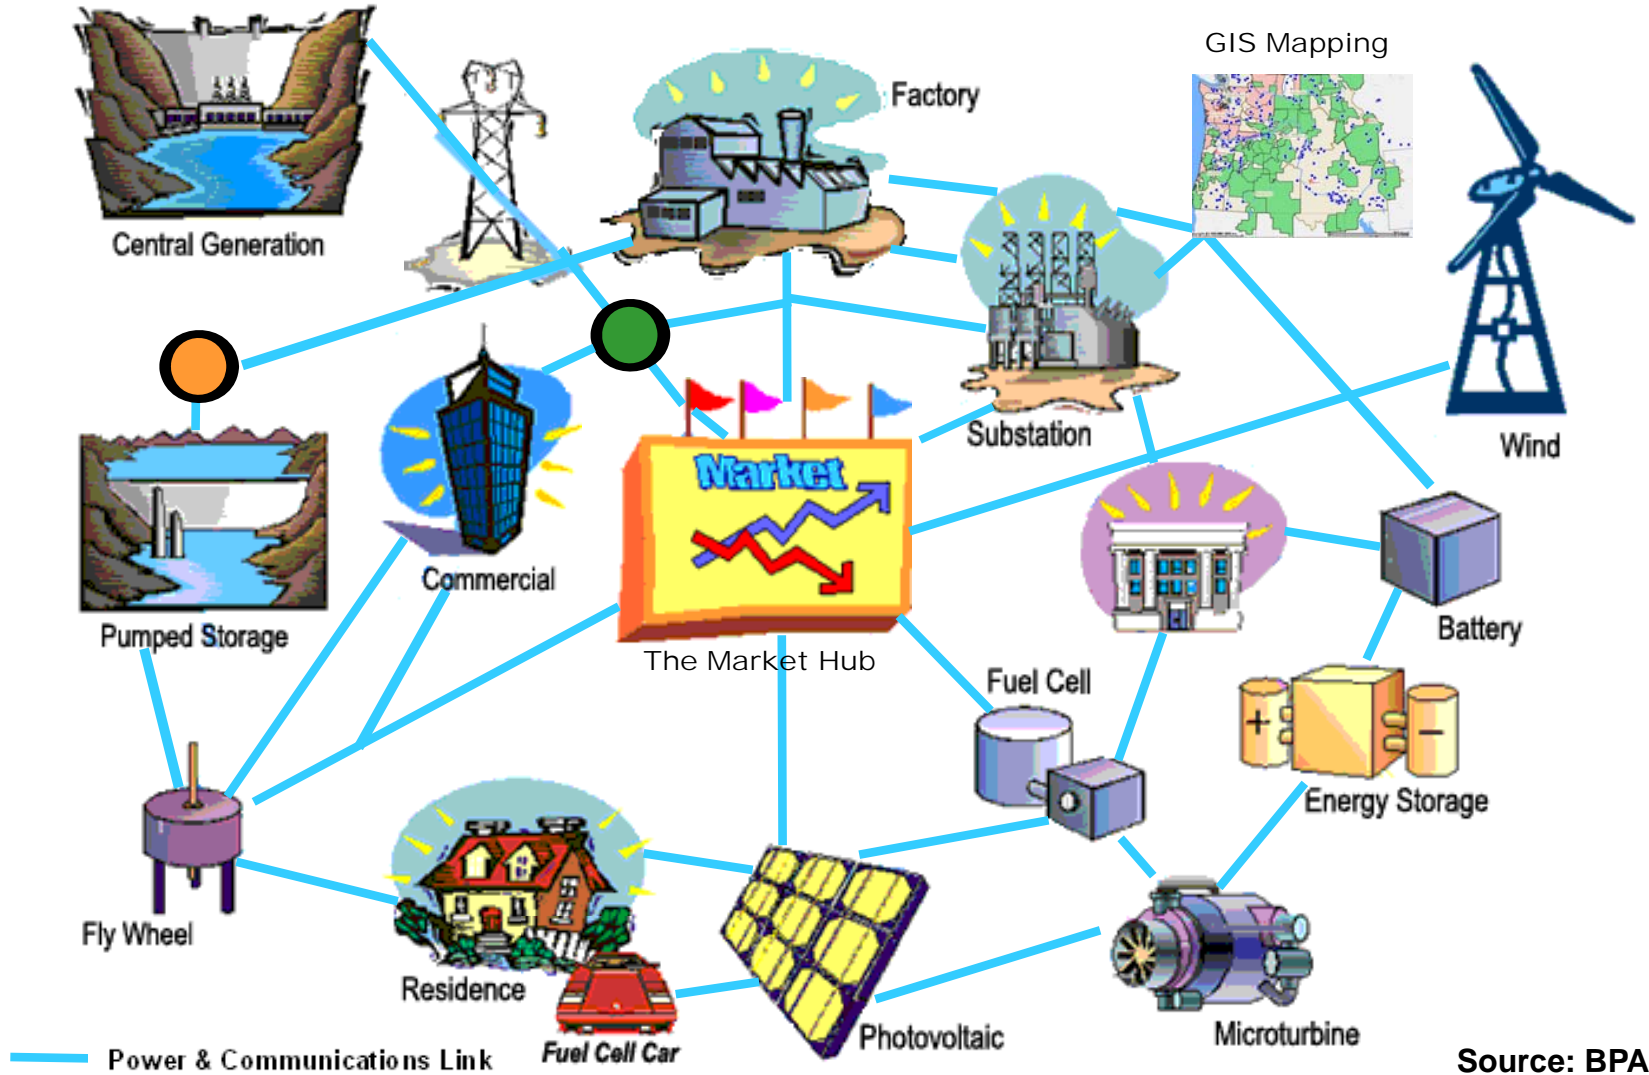 GIS Mapping
Factory
Central Generation
Substation
Wind
Market
Commercial
Pumped Storage
The Market Hub
Battery
Fuel Cell
+
−
Energy Storage
Fly Wheel
Residence
Photovoltaic
Microturbine
Fuel Cell Car
Power & Communications Link
Source: BPA